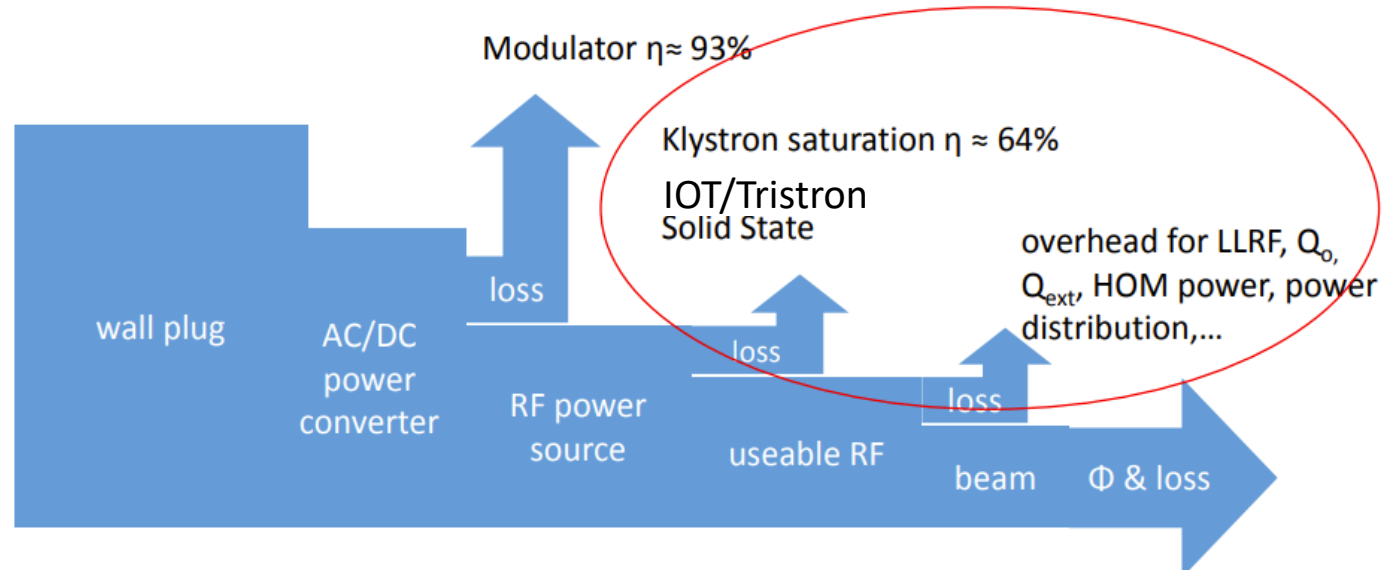 Modulator η≈ 93%
Klystron saturation η ≈ 64%
IOT/Tristron
Solid State
overhead for LLRF, Qo,
Qext, HOM power, power
distribution,...
loss
wall plug
AC/DC
power
converter
loss
RF power
source
loss
useable RF
beam
Φ & loss